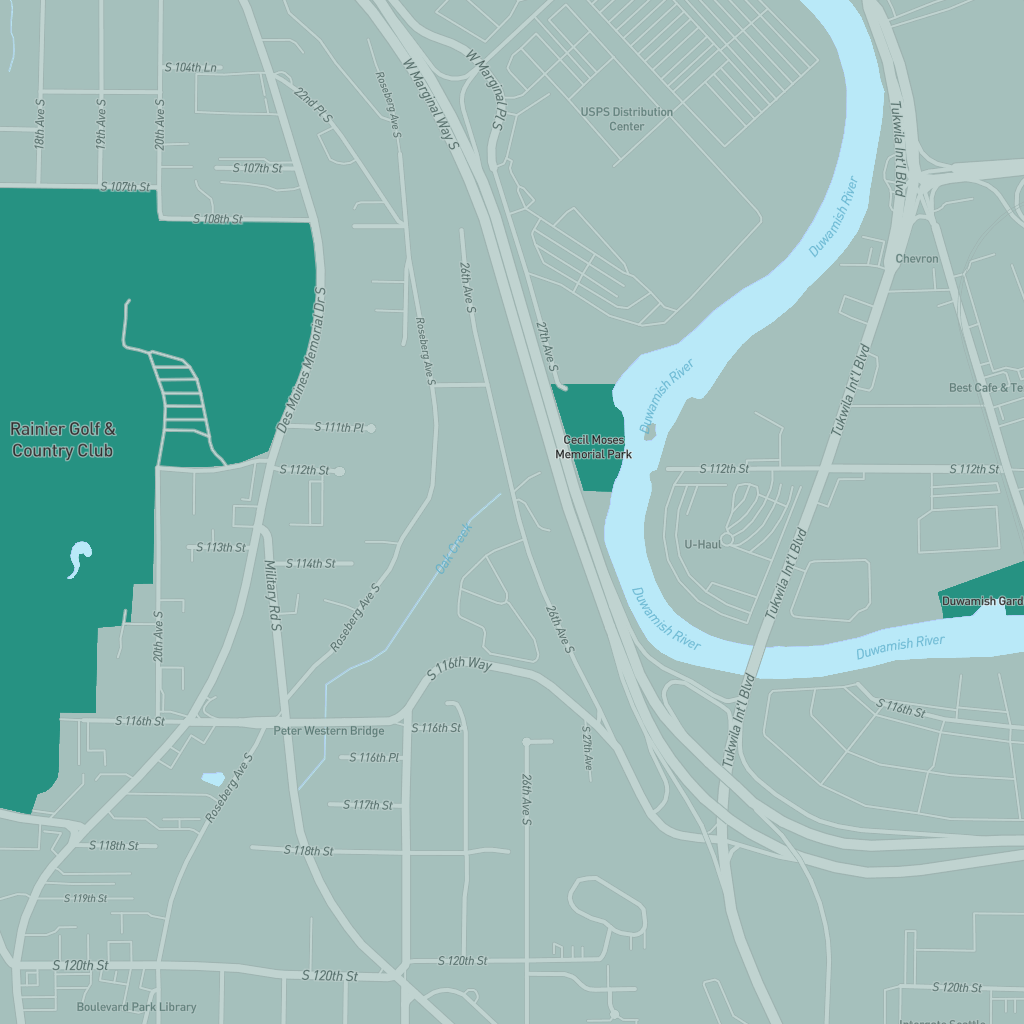 S 104th Ln
W Marginal Way S
W Marginal Pl S
Roseberg Ave S
22nd Pl S
18th Ave S
19th Ave S
20th Ave S
USPS Distribution
Center
Tukwila Int'l Blvd
S 107th St
S 107th St
S 108th St
Duwamish River
Chevron
26th Ave S
27th Ave S
Roseberg Ave S
Des Moines Memorial Dr S
Duwamish River
Tukwila Int'l Blvd
Best Cafe & Te
Rainier Golf &
Country Club
S 111th Pl
Cecil Moses
Memorial Park
S 112th St
S 112th St
S 112th St
Oak Creek
S 113th St
S 114th St
U-Haul
Tukwila Int'l Blvd
Military Rd S
Roseberg Ave S
20th Ave S
26th Ave S
Duwamish River
Duwamish Gard
Duwamish River
S 116th Way
S 116th St
S 116th St
S 116th St
Peter Western Bridge
Tukwila Int'l Blvd
S 27th Ave
S 116th Pl
Roseberg Ave S
26th Ave S
S 117th St
S 118th St
S 118th St
S 119th St
S 120th St
S 120th St
S 120th St
S 120th St
Boulevard Park Library